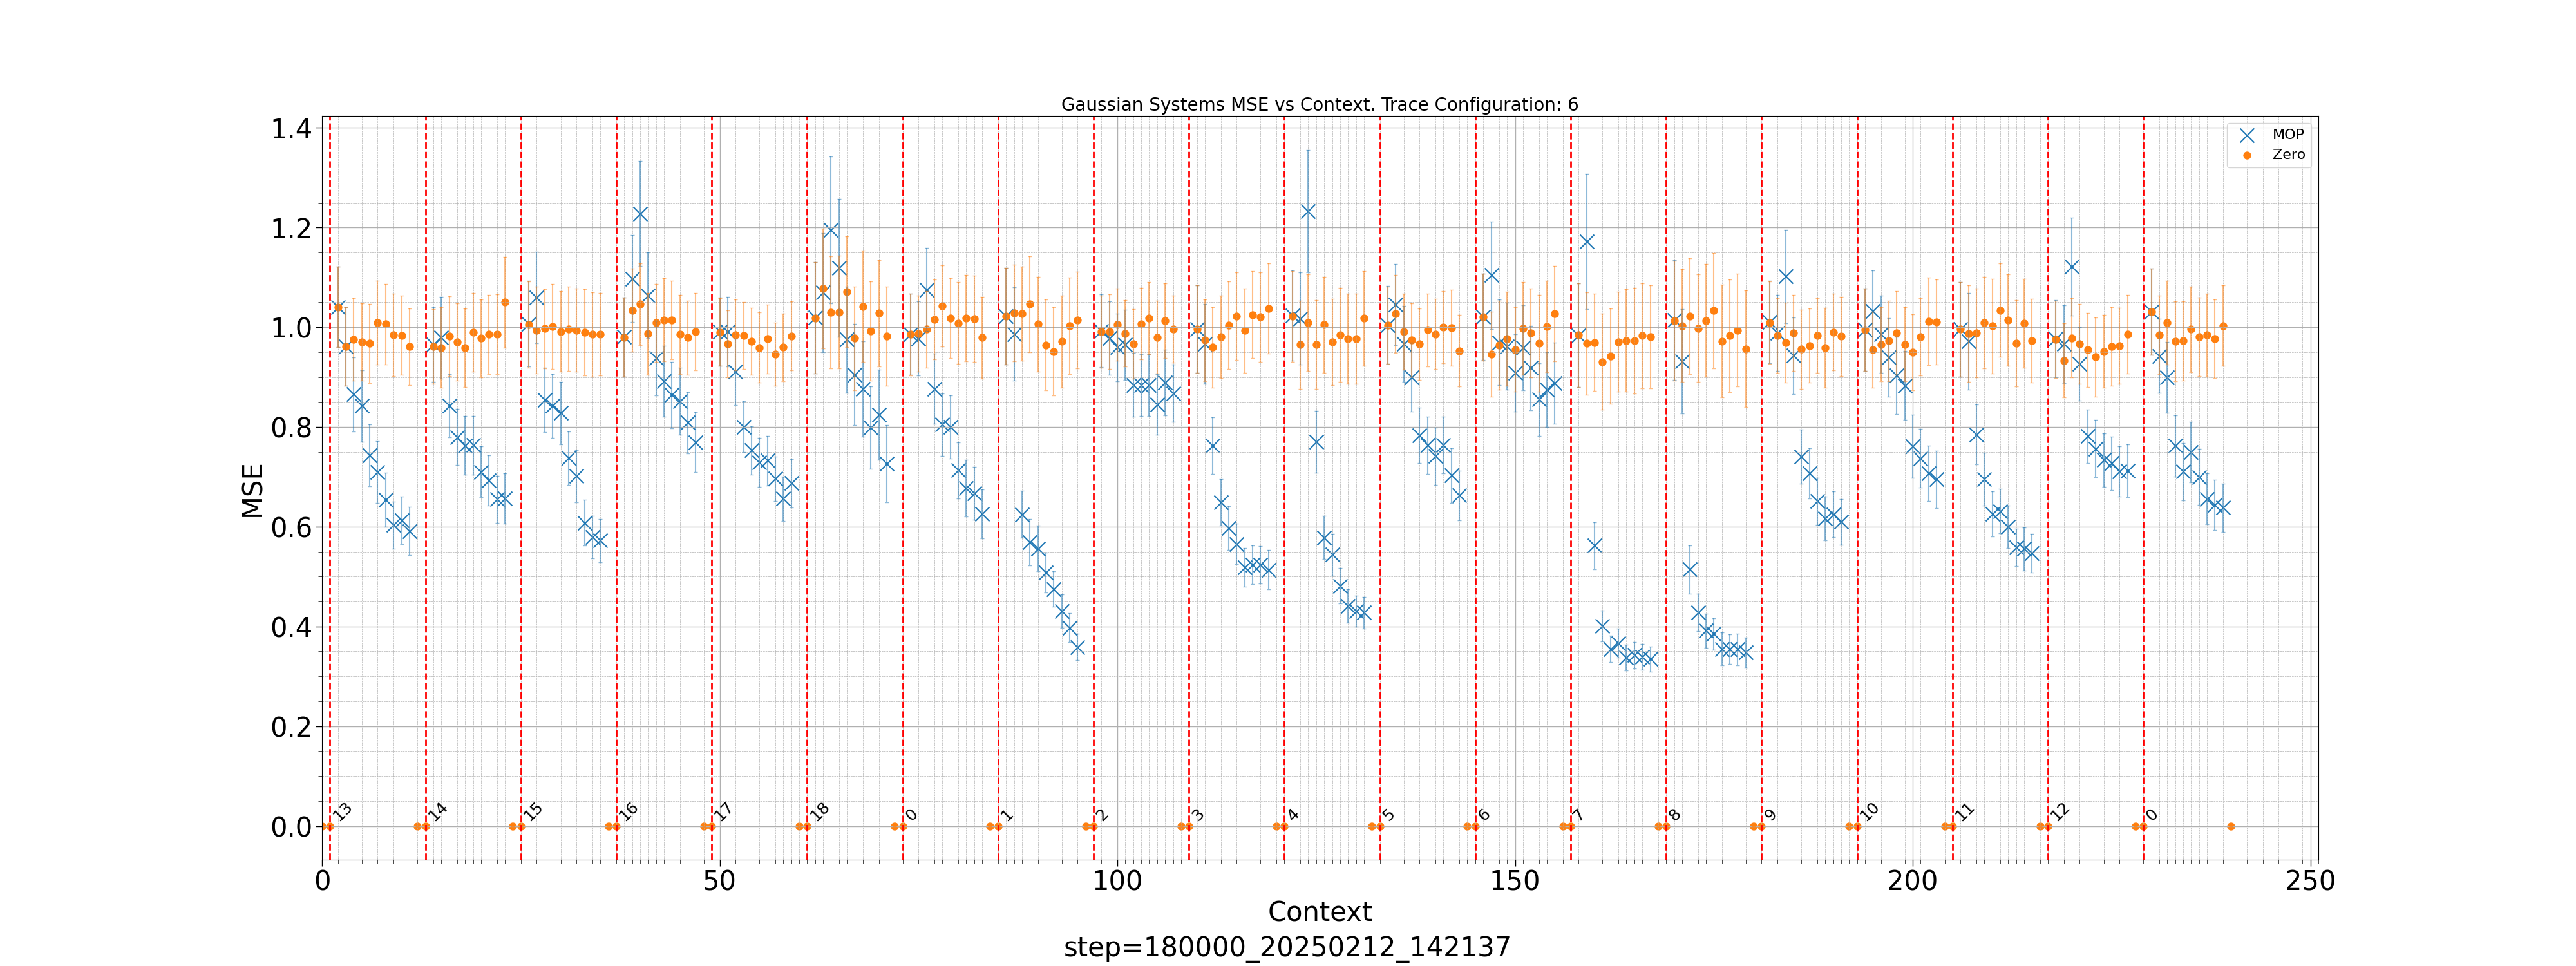 Gaussian Systems MSE vs Context. Trace Configuration: 6
MOP
Zero
MSE
1.4
1.2
1.0
0.8
0.6
0.4
0.2
0.0
13 14 15 16 17 18 0 1 2 3 4 5 6 7 8 9 10 11 12 0
0 50 100 150 200 250
Context
step=180000_20250212_142137